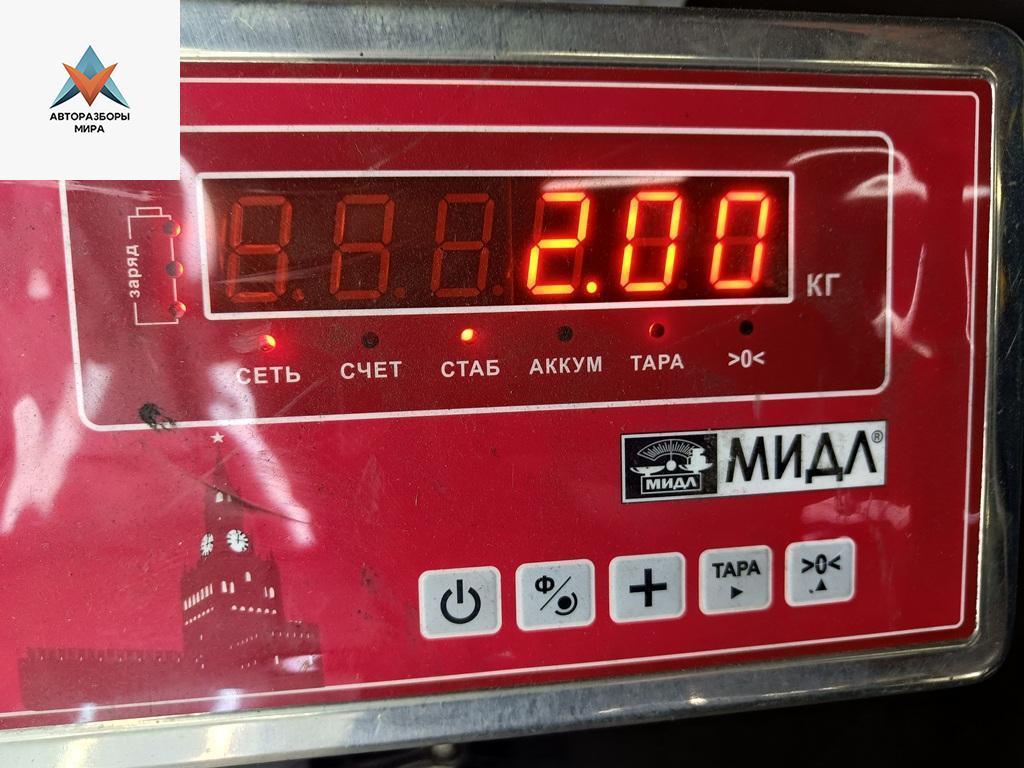 АВТОРАЗБОРЫ
МИРА
заряд
2.00
КГ
СЕТЬ СЧЕТ СТАБ АККУМ ТАРА >0<
МИДЛ МИДЛ®
Ф ТАРА >0<